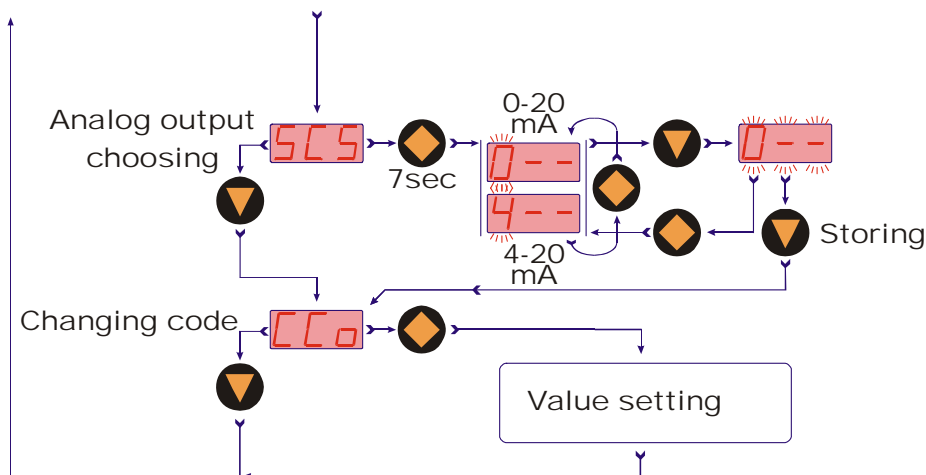 0-20
mA
Analog output
choosing
SCS
7sec
0--
0--
4--
Storing
4-20
mA
Changing code
CCo
Value setting